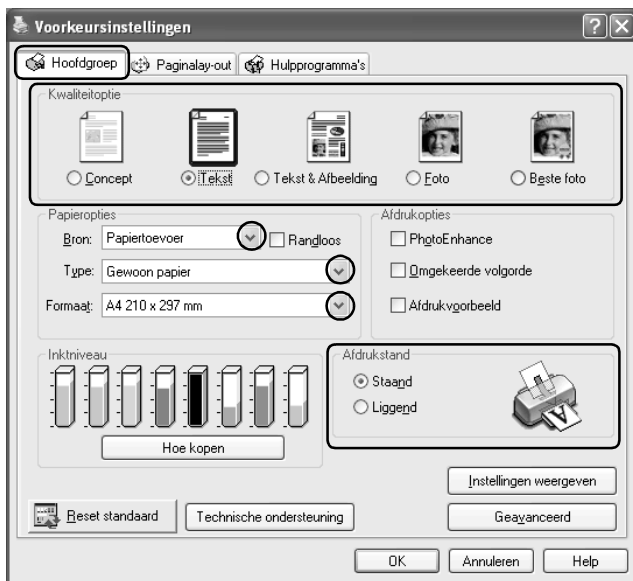 Voorkeursinstellingen
Hoofdgroep Paginalay-out Hulpprogramma's
Kwaliteitoptie
Concept Tekst Tekst & Afbeelding Foto Beste foto
Papieropties
Bron: Papiertoevoer Randloos
Type: Gewoon papier
Formaat: A4 210 x 297 mm
Afdrukopties
PhotoEnhance
Omgekeerde volgorde
Afdrukvoorbeeld
Inktniveau
Hoe kopen
Afdrukstand
Staand
Liggend
Instellingen weergeven
Reset standaard Technische ondersteuning Geavanceerd
OK Annuleren Help